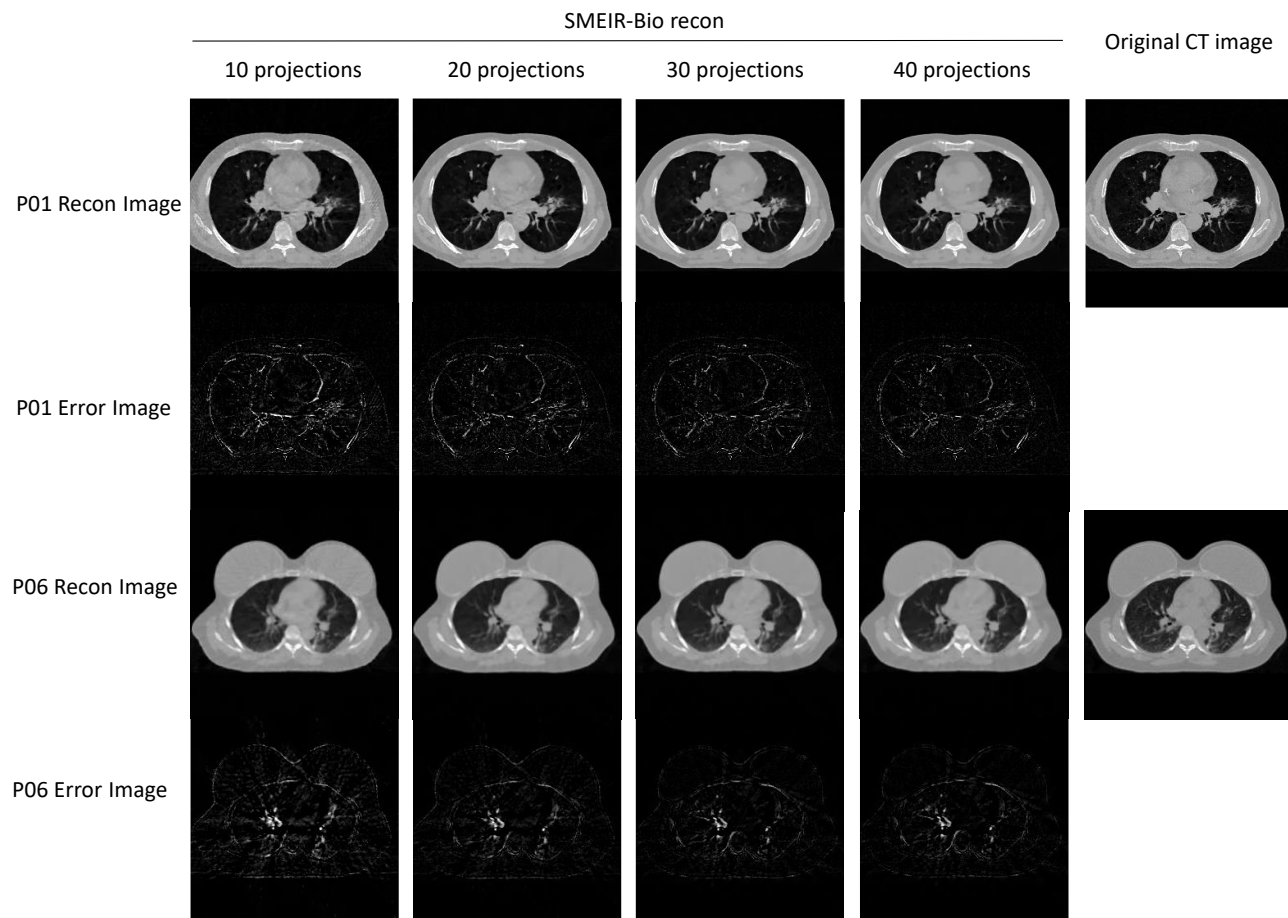 SMEIR-Bio recon
Original CT image
10 projections
20 projections
30 projections
40 projections
P01 Recon Image
P01 Error Image
P06 Recon Image
P06 Error Image